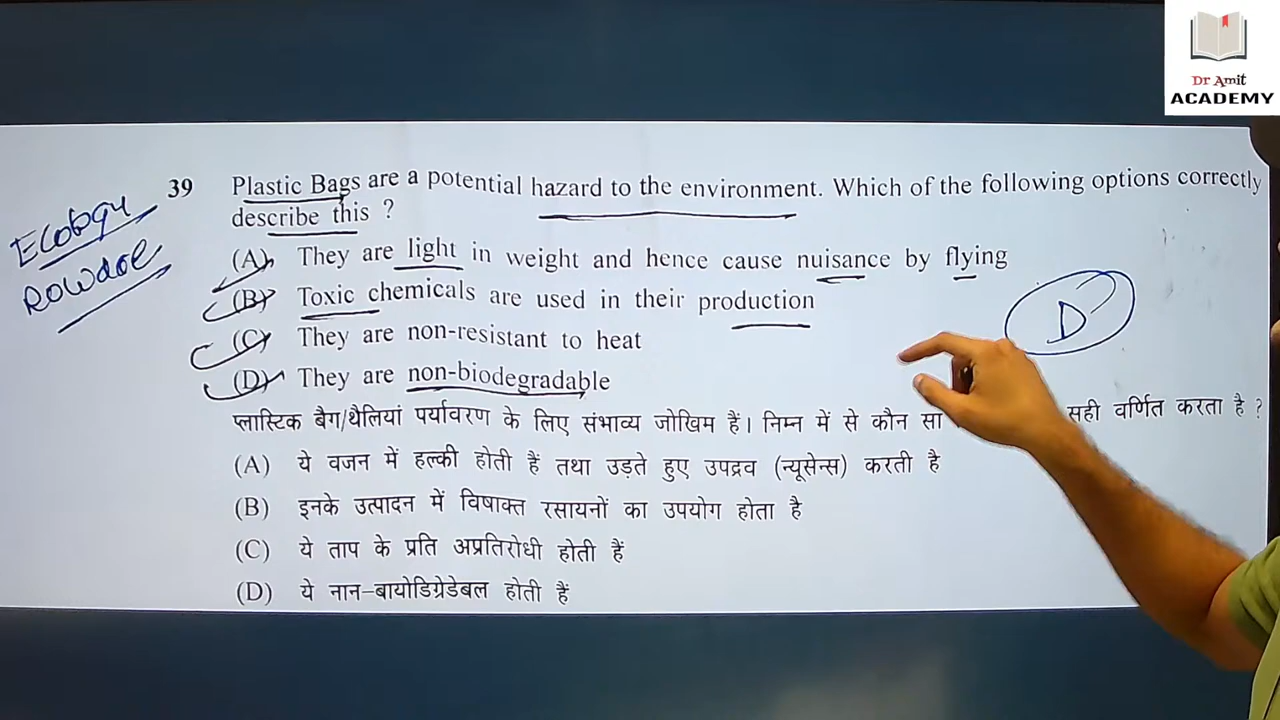 Dr Amit
ACADEMY
Ecology
39 Plastic Bags are a potential hazard to the environment. Which of the following options correctly
describe this ?
(A) They are light in weight and hence cause nuisance by flying
(B) Toxic chemicals are used in their production
(C) They are non-resistant to heat
(D) They are non-biodegradable
D
प्लास्टिक बैग/थैलियां पर्यावरण के लिए संभाव्य जोखिम हैं। निम्न में से कौन सा सही वर्णित करता है ?
(A) ये वजन में हल्की होती हैं तथा उड़ते हुए उपद्रव (न्यूसेन्स) करती है
(B) इनके उत्पादन में विषाक्त रसायनों का उपयोग होता है
(C) ये ताप के प्रति अप्रतिरोधी होती हैं
(D) ये नान-बायोडिग्रेडेबल होती हैं